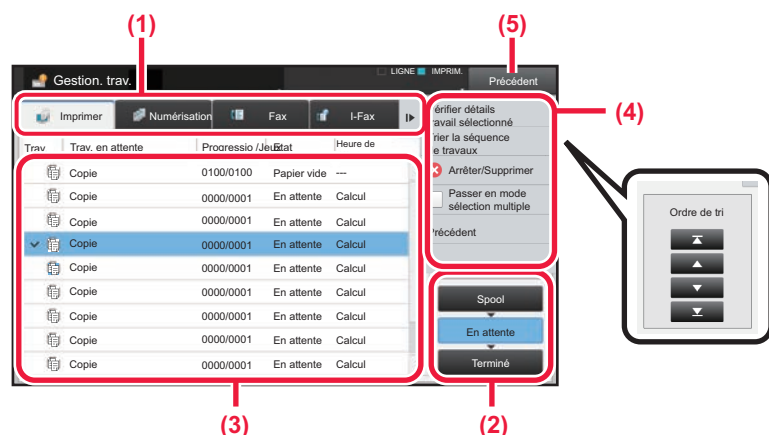 (1)
(5)
Gestion. trav.
LIGNE
IMPRIM.
Précédent
Imprimer
Numérisation
Fax
I-Fax
(4)
érifier détails
ravail sélectionné
rier la séquence
e travaux
Arrêter/Supprimer
Passer en mode
sélection multiple
récédent
Trav
Trav. en attente
Progressio /Jeux
Etat
Heure de
Copie 0100/0100 Papier vide ---
Copie 0000/0001 En attente Calcul
Copie 0000/0001 En attente Calcul
Copie 0000/0001 En attente Calcul
Copie 0000/0001 En attente Calcul
Copie 0000/0001 En attente Calcul
Copie 0000/0001 En attente Calcul
Copie 0000/0001 En attente Calcul
Copie 0000/0001 En attente Calcul
Ordre de tri
Spool
En attente
Terminé
(3)
(2)